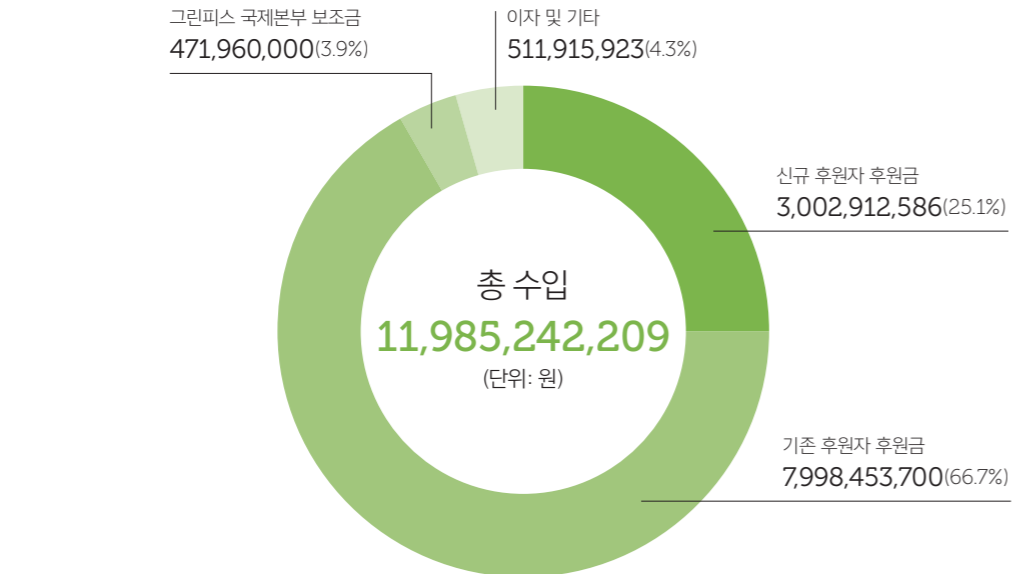 그린피스 국제본부 보조금
471,960,000(3.9%)
이자 및 기타
511,915,923(4.3%)
신규 후원자 후원금
3,002,912,586(25.1%)
총 수입
11,985,242,209
(단위: 원)
기존 후원자 후원금
7,998,453,700(66.7%)